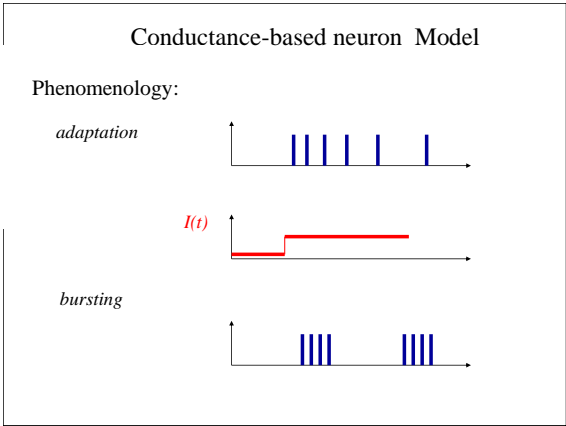 Conductance-based neuron Model
Phenomenology:
adaptation
I(t)
bursting